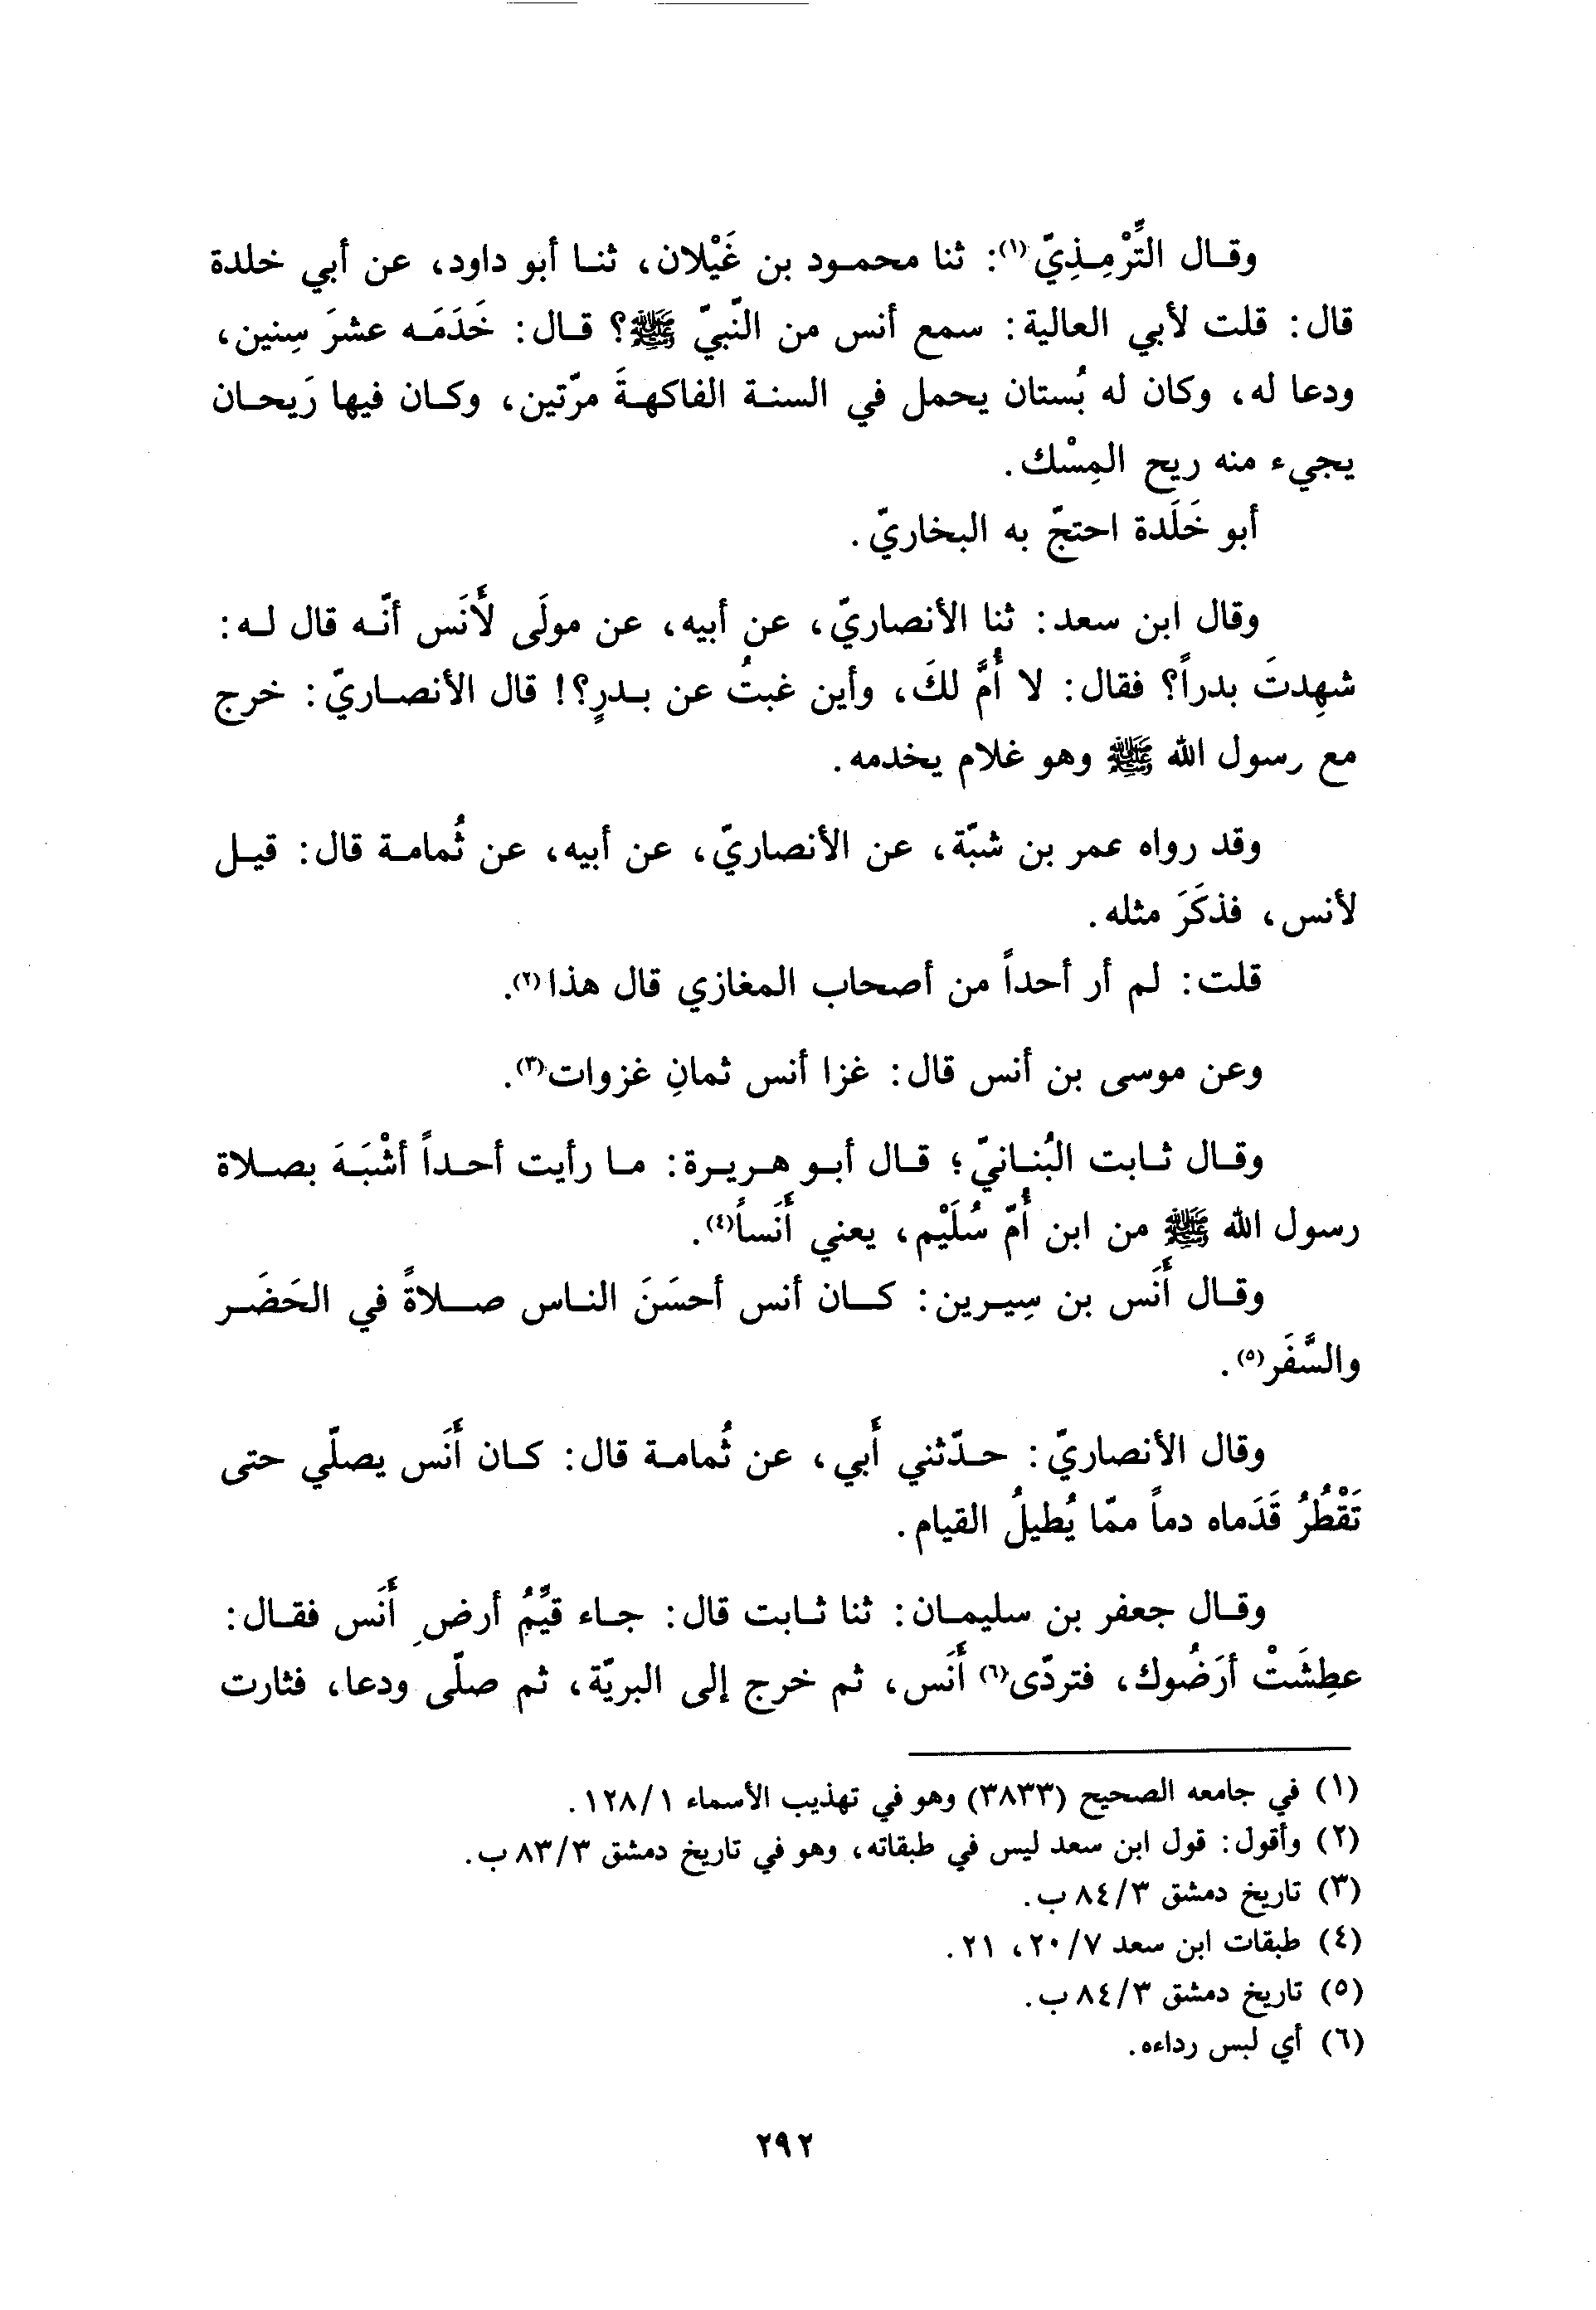 وقال التِّرْمِذِيّ(١): ثنا محمود بن غَيْلان، ثنا أبو داود، عن أبي خلدة
قال: قلت لأبي العالية: سمع أنس من النّبيّ ﷺ؟ قال: خَدَمَه عشرَ سِنين،
ودعا له، وكان له بُستان يحمل في السنة الفاكهةَ مرّتين، وكان فيها رَيحان
يجيء منه ريح المِسْك.
أبو خَلَدة احتجّ به البخاريّ.
وقال ابن سعد: ثنا الأنصاريّ، عن أبيه، عن مولَى لأَنَس أنّه قال له:
شهِدتَ بدراً؟ فقال: لا أُمَّ لكَ، وأين غبتُ عن بدرٍ؟! قال الأنصاريّ: خرج
مع رسول الله ﷺ وهو غلام يخدمه.
وقد رواه عمر بن شبّة، عن الأنصاريّ، عن أبيه، عن ثُمامة قال: قيل
لأنس، فذكَرَ مثله.
قلت: لم أر أحداً من أصحاب المغازي قال هذا(٢).
وعن موسى بن أنس قال: غزا أنس ثمانِ غزوات(٣).
وقال ثابت البُنانيّ؛ قال أبو هريرة: ما رأيت أحداً أشْبَهَ بصلاة
رسول الله ﷺ من ابن أُمّ سُلَيْم، يعني أَنَساً(٤).
وقال أَنَس بن سِيرين: كان أنس أحسَنَ الناس صلاةً في الحَضَر
والسَّفَر(٥).
وقال الأنصاريّ: حدّثني أَبي، عن ثُمامة قال: كان أَنَس يصلّي حتى
تَقْطُرُ قَدَماه دماً ممّا يُطيلُ القيام.
وقال جعفر بن سليمان: ثنا ثابت قال: جاء قَيِّمُ أرضِ أَنَس فقال:
عطِشَتْ أرَضُوك، فتردّى(٦) أَنَس، ثم خرج إلى البريّة، ثم صلّى ودعا، فثارت
(١) في جامعه الصحيح (٣٨٣٣) وهو في تهذيب الأسماء ١/١٢٨.
(٢) وأقول: قول ابن سعد ليس في طبقاته، وهو في تاريخ دمشق ٣/٨٣ ب.
(٣) تاريخ دمشق ٣/٨٤ ب.
(٤) طبقات ابن سعد ٧/٢٠، ٢١.
(٥) تاريخ دمشق ٣/٨٤ ب.
(٦) أي لبس رداءه.
٢٩٢